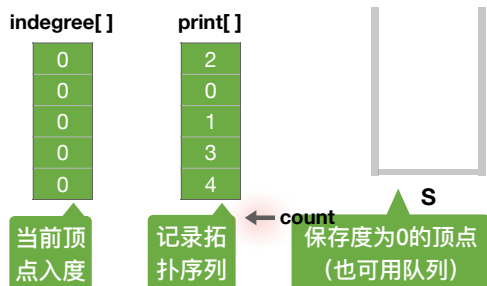 indegree[ ]
print[ ]
0
0
0
0
0
2
0
1
3
4
S
count
当前顶
点入度
记录拓
扑序列
保存度为0的顶点
（也可用队列）